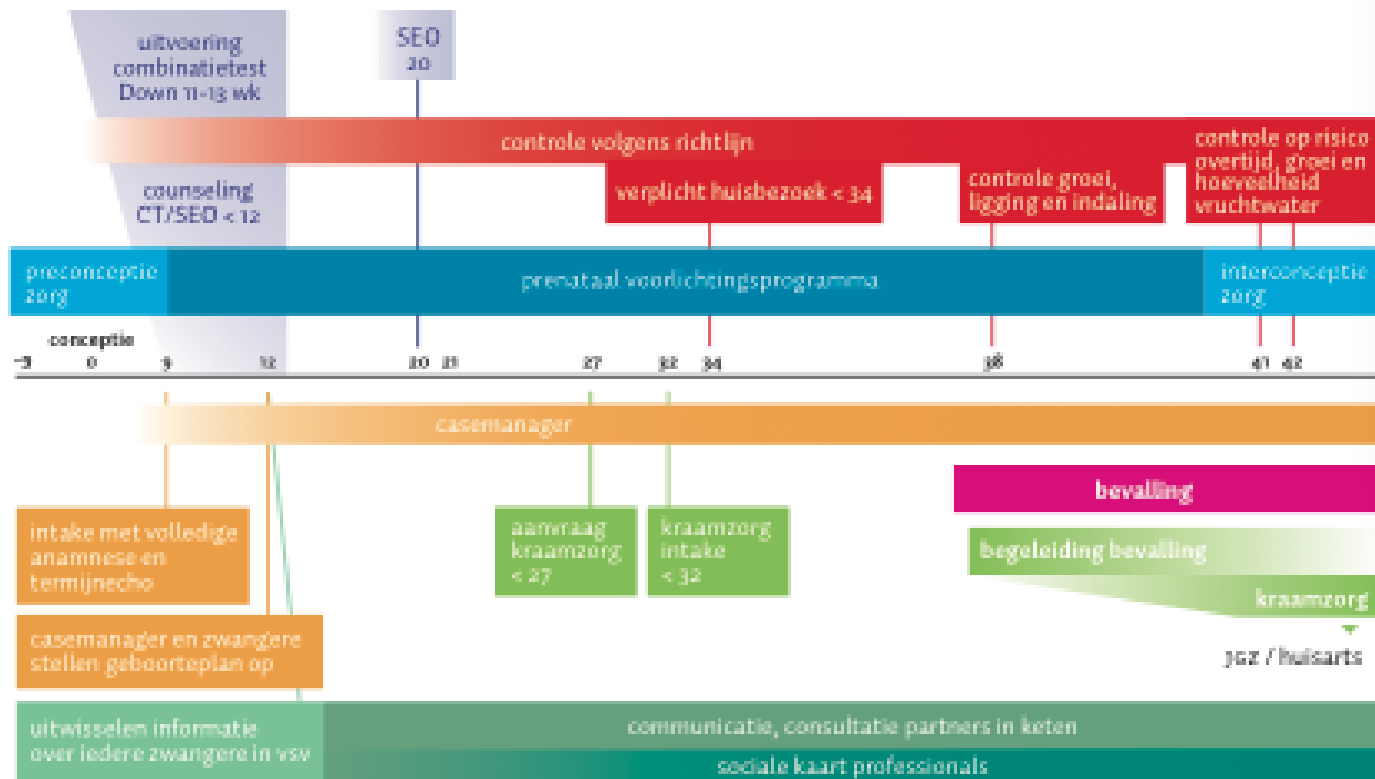 uitvoering
combinatietest
Down 11-13 wk
SEO
20
controle volgens richtlijn
controle op risico
overtijd, groei en
hoeveelheid
vruchtwater
counseling
CT/SEO < 12
verplicht huisbezoek < 34
controle groei,
ligging en indaling
preconceptie
zorg
prenataal voorlichtingsprogramma
interconceptie
zorg
conceptie
0 9 12 20 21 27 32 34 38 41 42
casemanager
bevalling
intake met volledige
anamnese en
termijnecho
aanvraag
kraamzorg
< 27
kraamzorg
intake
< 32
begeleiding bevalling
kraamzorg
casemanager en zwangere
stellen geboorteplan op
JGZ / huisarts
uitwisselen informatie
over iedere zwangere in vsv
communicatie, consultatie partners in keten
sociale kaart professionals